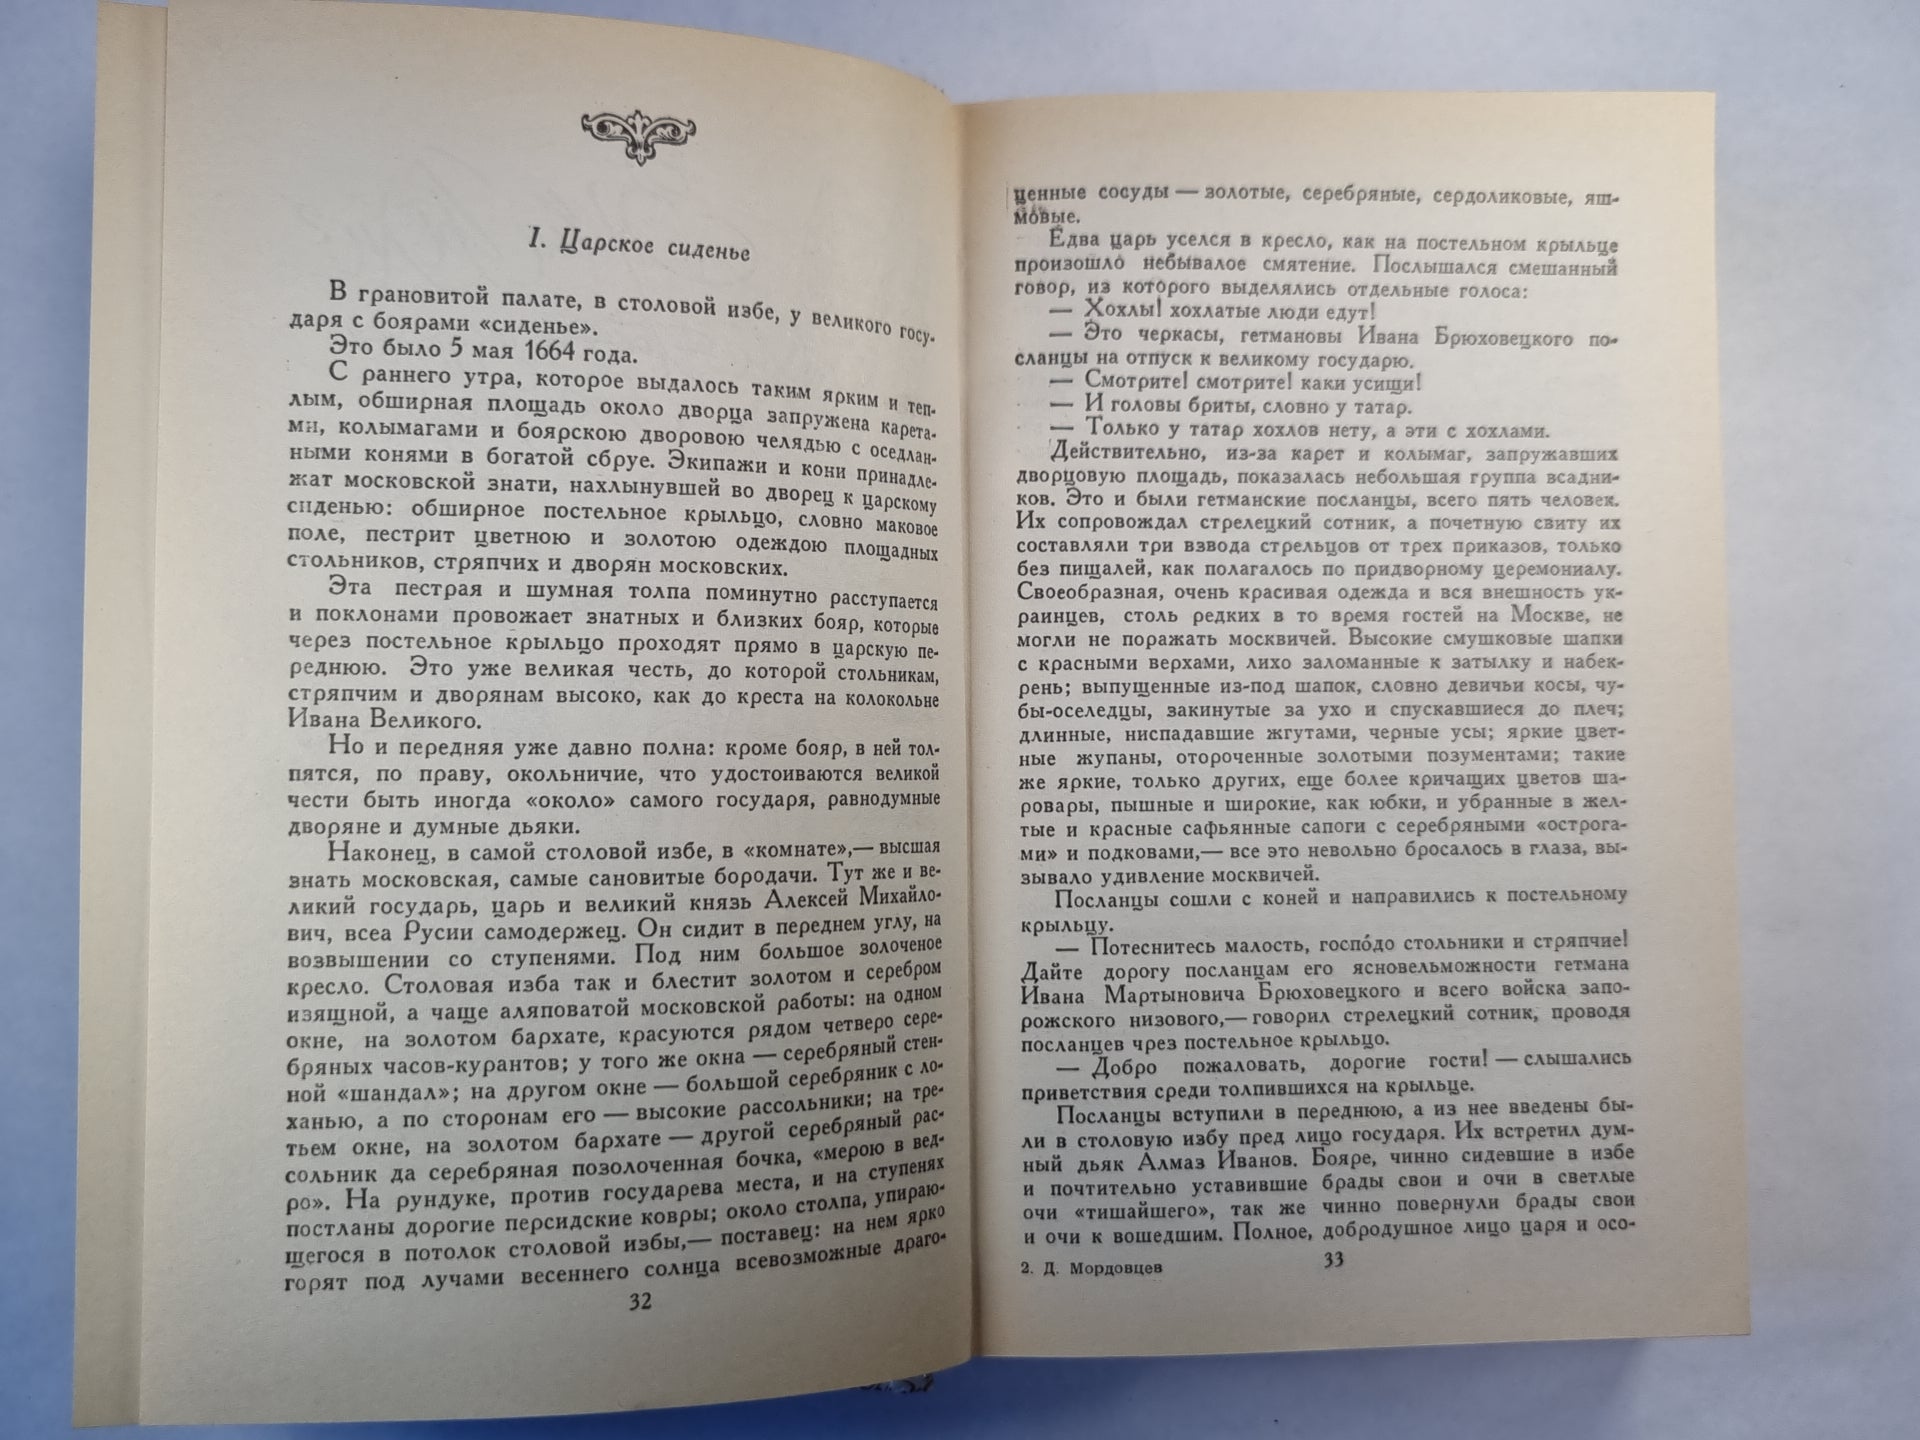 I. Царское сиденье
В грановитой палате, в столовой избе, у великого госу-
даря с боярами «сиденье».
Это было 5 мая 1664 года.
С раннего утра, которое выдалось таким ярким и теп-
лым, обширная площадь около дворца запружена карета-
ми, колымагами и боярскою дворовою челядью с оседлан-
ными конями в богатой сбруе. Экипажи и кони принадле-
жат московской знати, нахлынувшей во дворец к царскому
сиденью: обширное постельное крыльцо, словно маковое
поле, пестрит цветною и золотою одеждою площадных
стольников, стряпчих и дворян московских.
Эта пестрая и шумная толпа поминутно расступается
и поклонами провожает знатных и близких бояр, которые
через постельное крыльцо проходят прямо в царскую пе-
реднюю. Это уже великая честь, до которой стольникам,
стряпчим и дворянам высоко, как до креста на колокольне
Ивана Великого.
Но и передняя уже давно полна: кроме бояр, в ней тол-
пятся, по праву, окольничие, что удостоиваются великой
чести быть иногда «около» самого государя, равнодумные
дворяне и думные дьяки.
Наконец, в самой столовой избе, в «комнате»,— высшая
знать московская, самые сановитые бородачи. Тут же и ве-
ликий государь, царь и великий князь Алексей Михайло-
вич, всеа Русии самодержец. Он сидит в переднем углу, на
возвышении со ступенями. Под ним большое золоченое
кресло. Столовая изба так и блестит золотом и серебром
изящной, а чаще аляповатой московской работы: на одном
окне, на золотом бархате, красуются рядом четверо сере-
бряных часов-курантов; у того же окна — серебряный стен-
ной «шандал»; на другом окне — большой серебряник с ло-
ханью, а по сторонам его — высокие рассольники; на тре-
тьем окне, на золотом бархате — другой серебряный рас-
сольник да серебряная позолоченная бочка, «мерою в вед-
ро». На рундуке, против государева места, и на ступенях
постланы дорогие персидские ковры; около столпа, упираю-
щегося в потолок столовой избы,— поставец: на нем ярко
горят под лучами весеннего солнца всевозможные драго-
32
ценные сосуды — золотые, серебряные, сердоликовые, яш-
мовые.
Едва царь уселся в кресло, как на постельном крыльце
произошло небывалое смятение. Послышался смешанный
говор, из которого выделялись отдельные голоса:
— Хохлы! хохлатые люди едут!
— Это черкасы, гетмановы Ивана Брюховецкого по-
сланцы на отпуск к великому государю.
— Смотрите! смотрите! каки усищи!
— И головы бриты, словно у татар.
— Только у татар хохлов нету, а эти с хохлами.
Действительно, из-за карет и колымаг, запружавших
дворцовую площадь, показалась небольшая группа всадни-
ков. Это и были гетманские посланцы, всего пять человек.
Их сопровождал стрелецкий сотник, а почетную свиту их
составляли три взвода стрельцов от трех приказов, только
без пищалей, как полагалось по придворному церемониалу.
Своеобразная, очень красивая одежда и вся внешность ук-
раинцев, столь редких в то время гостей на Москве, не
могли не поражать москвичей. Высокие смушковые шапки
с красными верхами, лихо заломанные к затылку и набек-
рень; выпущенные из-под шапок, словно девичьи косы, чу-
бы-оселедцы, закинутые за ухо и спускавшиеся до плеч;
длинные, ниспадавшие жгутами, черные усы; яркие цвет-
ные жупаны, отороченные золотыми позументами; такие
же яркие, только других, еще более кричащих цветов ша-
ровары, пышные и широкие, как юбки, и убранные в жел-
тые и красные сафьянные сапоги с серебряными «острога-
ми» и подковами,— все это невольно бросалось в глаза, вы-
зывало удивление москвичей.
Посланцы сошли с коней и направились к постельному
крыльцу.
— Потеснитесь малость, госпо́до стольники и стряпчие!
Дайте дорогу посланцам его ясновельможности гетмана
Ивана Мартыновича Брюховецкого и всего войска запо-
рожского низового,— говорил стрелецкий сотник, проводя
посланцев чрез постельное крыльцо.
— Добро пожаловать, дорогие гости! — слышались
приветствия среди толпившихся на крыльце.
Посланцы вступили в переднюю, а из нее введены бы-
ли в столовую избу пред лицо государя. Их встретил дум-
ный дьяк Алмаз Иванов. Бояре, чинно сидевшие в избе
и почтительно уставившие брады свои и очи в светлые
очи «тишайшего», так же чинно повернули брады свои
и очи к вошедшим. Полное, добродушное лицо царя и осо-
2. Д. Мордовцев
33